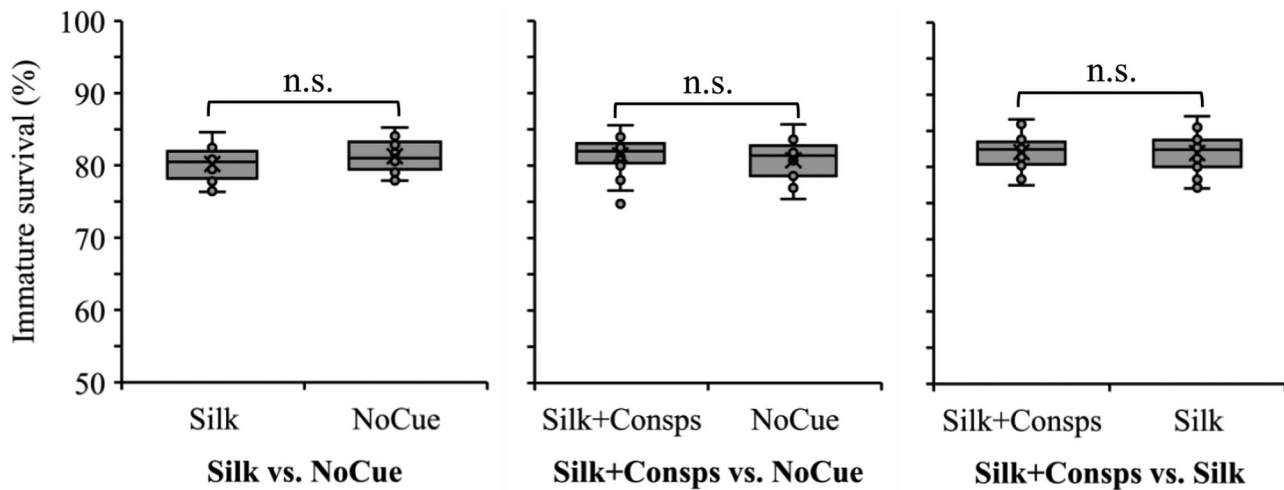 Immature survival (%)
100
90
80
70
60
50
n.s.
Silk
NoCue
Silk vs. NoCue
n.s.
Silk+Consps
NoCue
Silk+Consps vs. NoCue
n.s.
Silk+Consps
Silk
Silk+Consps vs. Silk